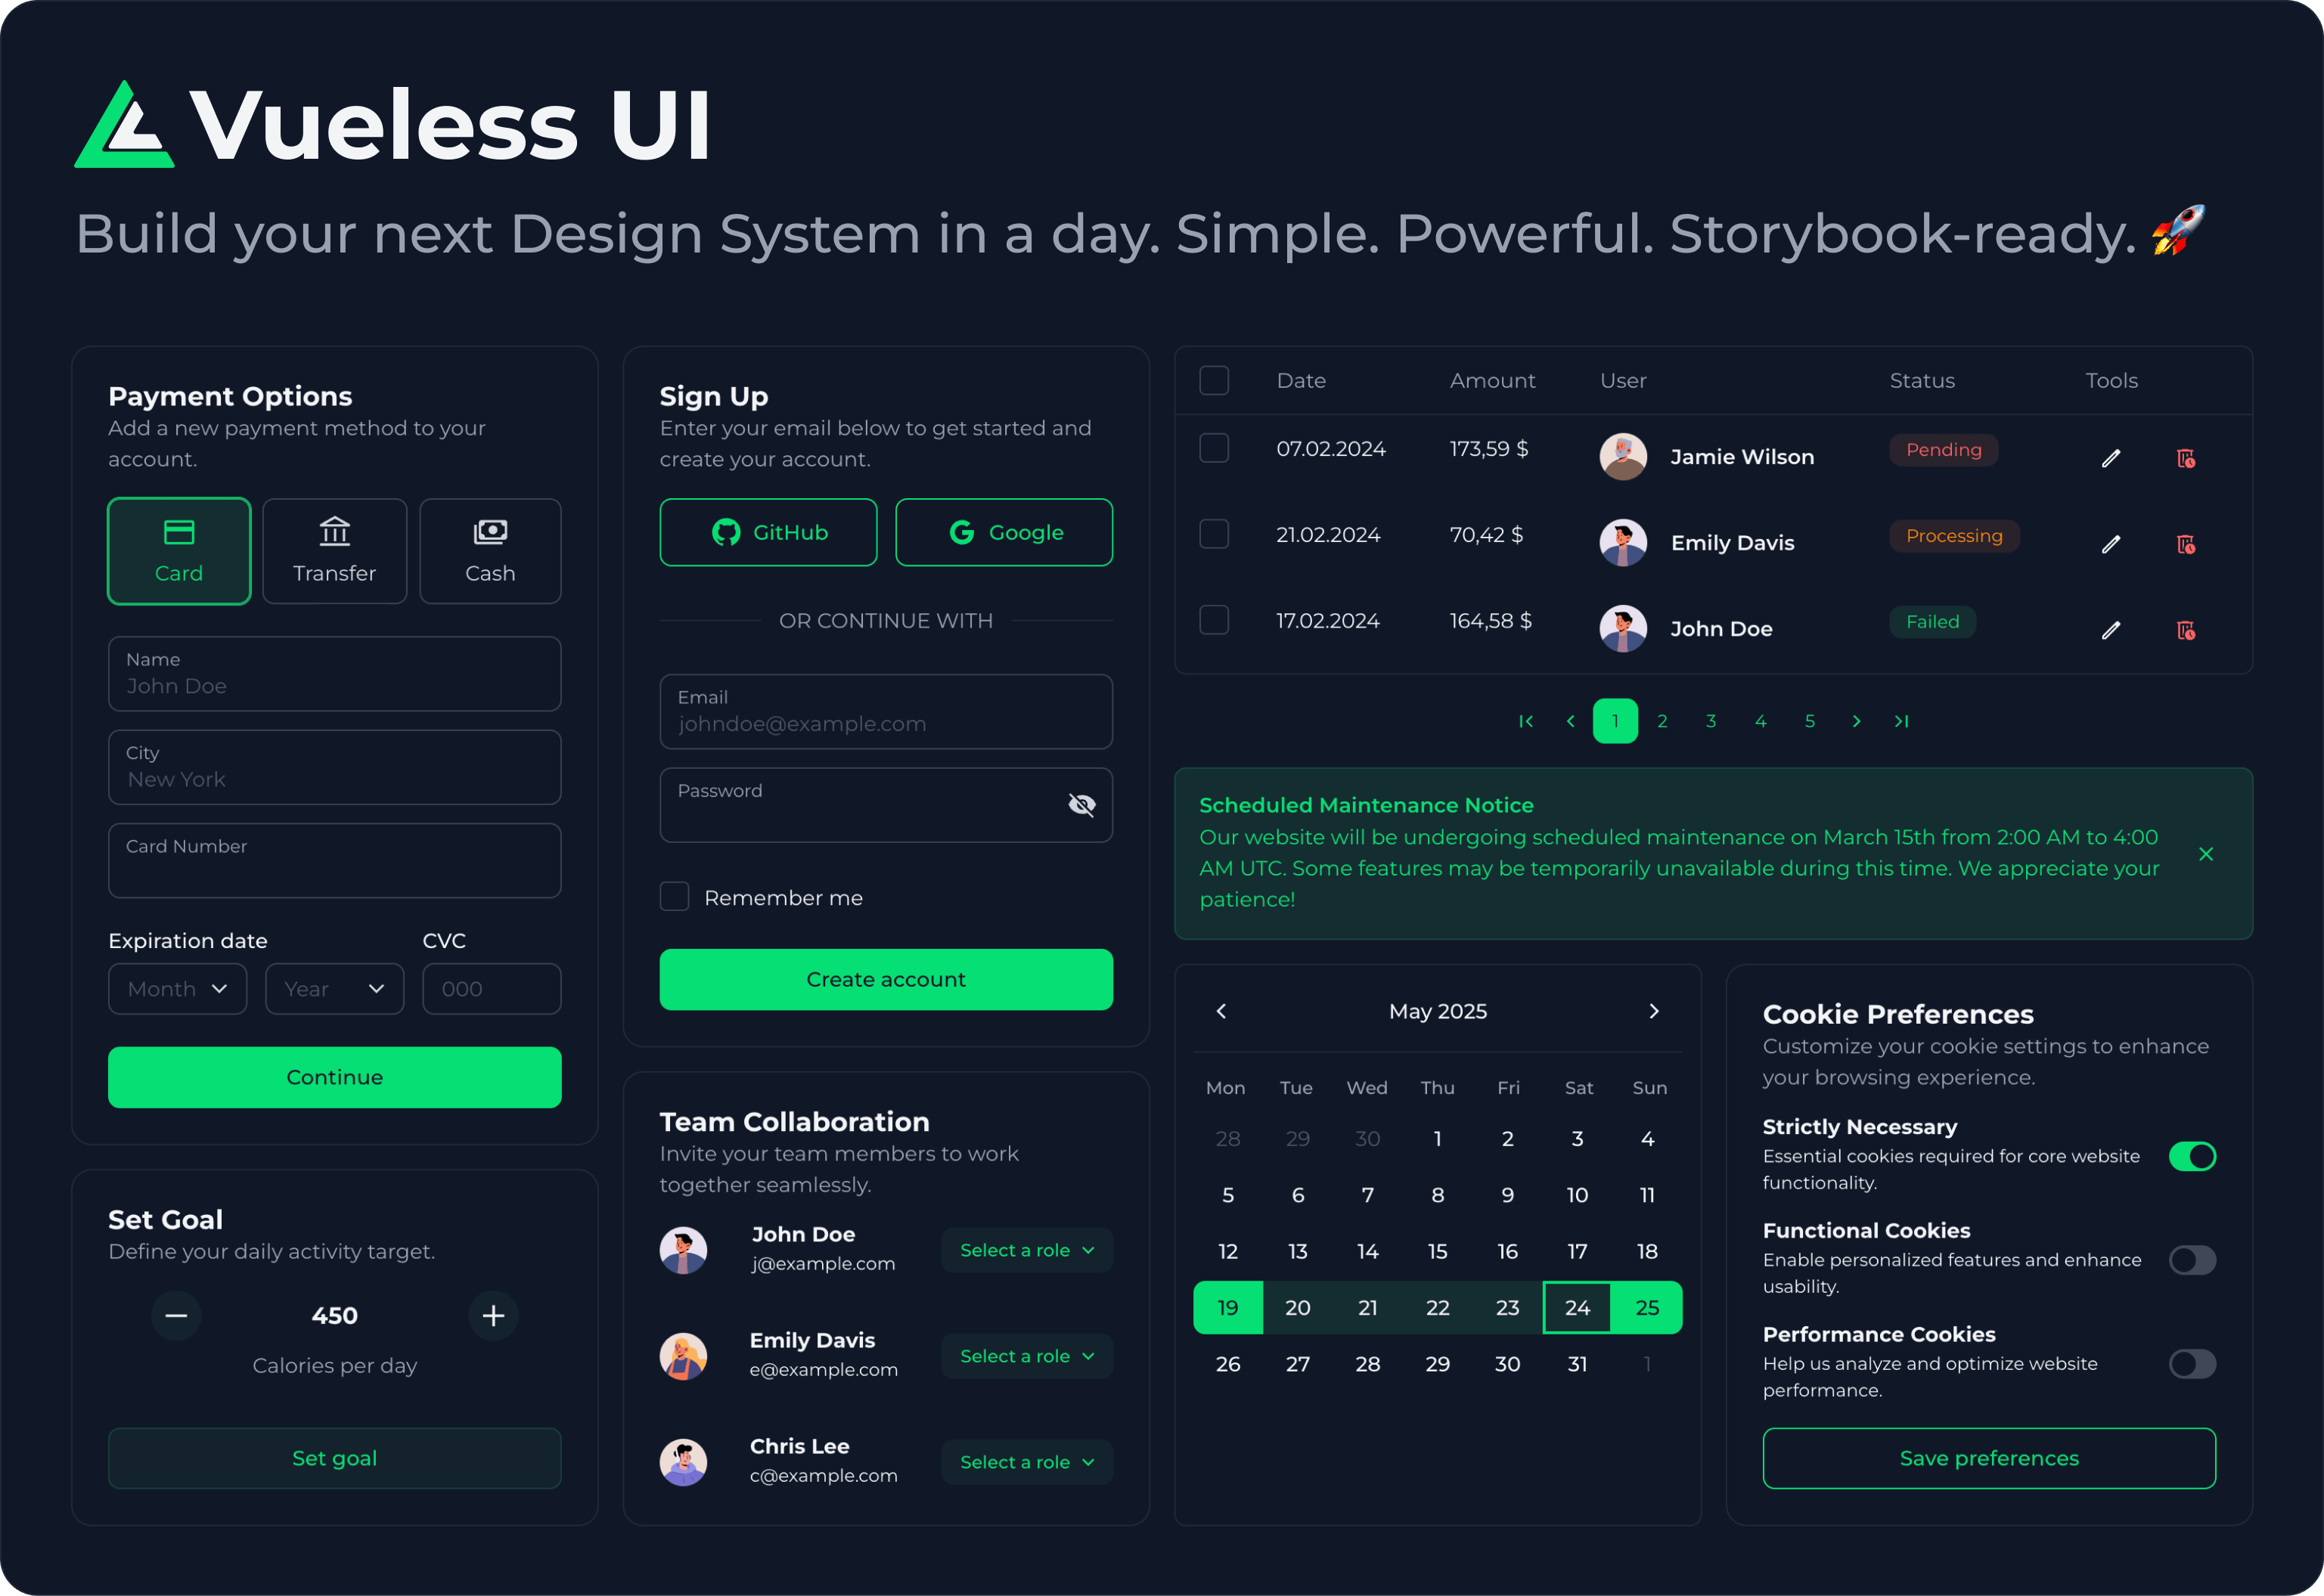 Vueless UI
Build your next Design System in a day. Simple. Powerful. Storybook-ready. 🚀
Payment Options
Add a new payment method to your
account.
Card
Transfer
Cash
Name
John Doe
City
New York
Card Number
Expiration date
CVC
Month
Year
000
Continue
Set Goal
Define your daily activity target.
450
Calories per day
Set goal
Sign Up
Enter your email below to get started and
create your account.
GitHub
Google
OR CONTINUE WITH
Email
johndoe@example.com
Password
Remember me
Create account
Team Collaboration
Invite your team members to work
together seamlessly.
John Doe
j@example.com
Select a role
Emily Davis
e@example.com
Select a role
Chris Lee
c@example.com
Select a role
Date Amount User Status Tools
07.02.2024 173,59 $ Jamie Wilson Pending
21.02.2024 70,42 $ Emily Davis Processing
17.02.2024 164,58 $ John Doe Failed
1 2 3 4 5
Scheduled Maintenance Notice
Our website will be undergoing scheduled maintenance on March 15th from 2:00 AM to 4:00
AM UTC. Some features may be temporarily unavailable during this time. We appreciate your
patience!
May 2025
Mon Tue Wed Thu Fri Sat Sun
28 29 30 1 2 3 4
5 6 7 8 9 10 11
12 13 14 15 16 17 18
19 20 21 22 23 24 25
26 27 28 29 30 31 1
Cookie Preferences
Customize your cookie settings to enhance
your browsing experience.
Strictly Necessary
Essential cookies required for core website
functionality.
Functional Cookies
Enable personalized features and enhance
usability.
Performance Cookies
Help us analyze and optimize website
performance.
Save preferences